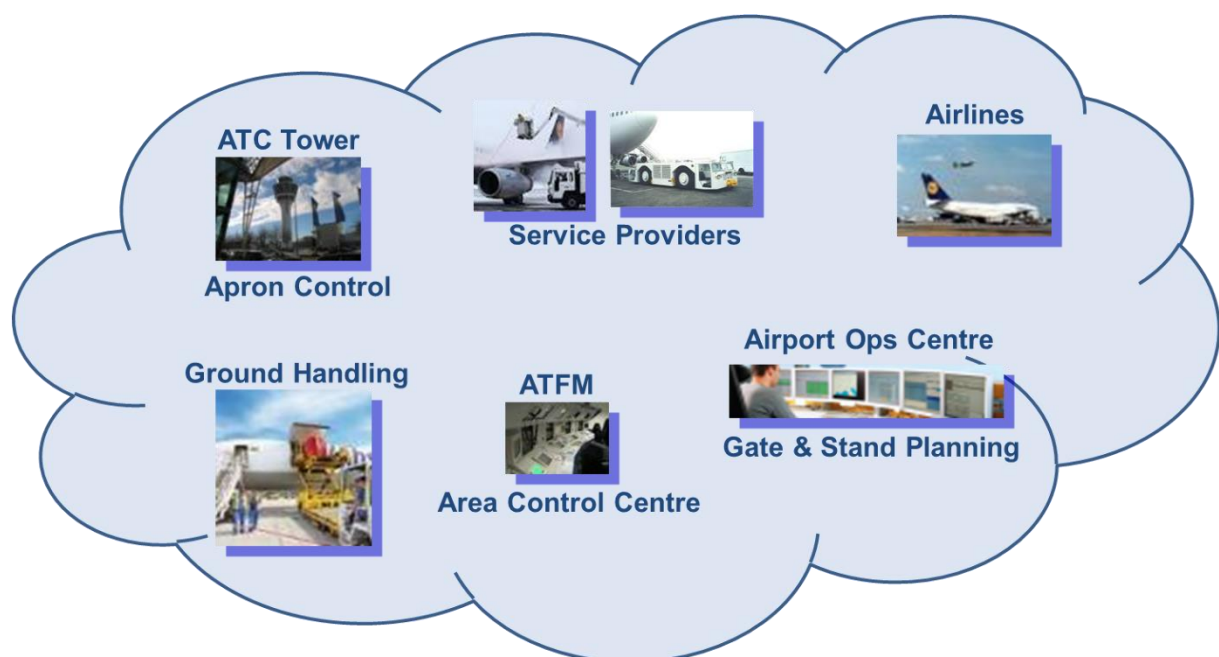 ATC Tower
Apron Control
Service Providers
Airlines
Ground Handling
ATFM
Area Control Centre
Airport Ops Centre
Gate & Stand Planning